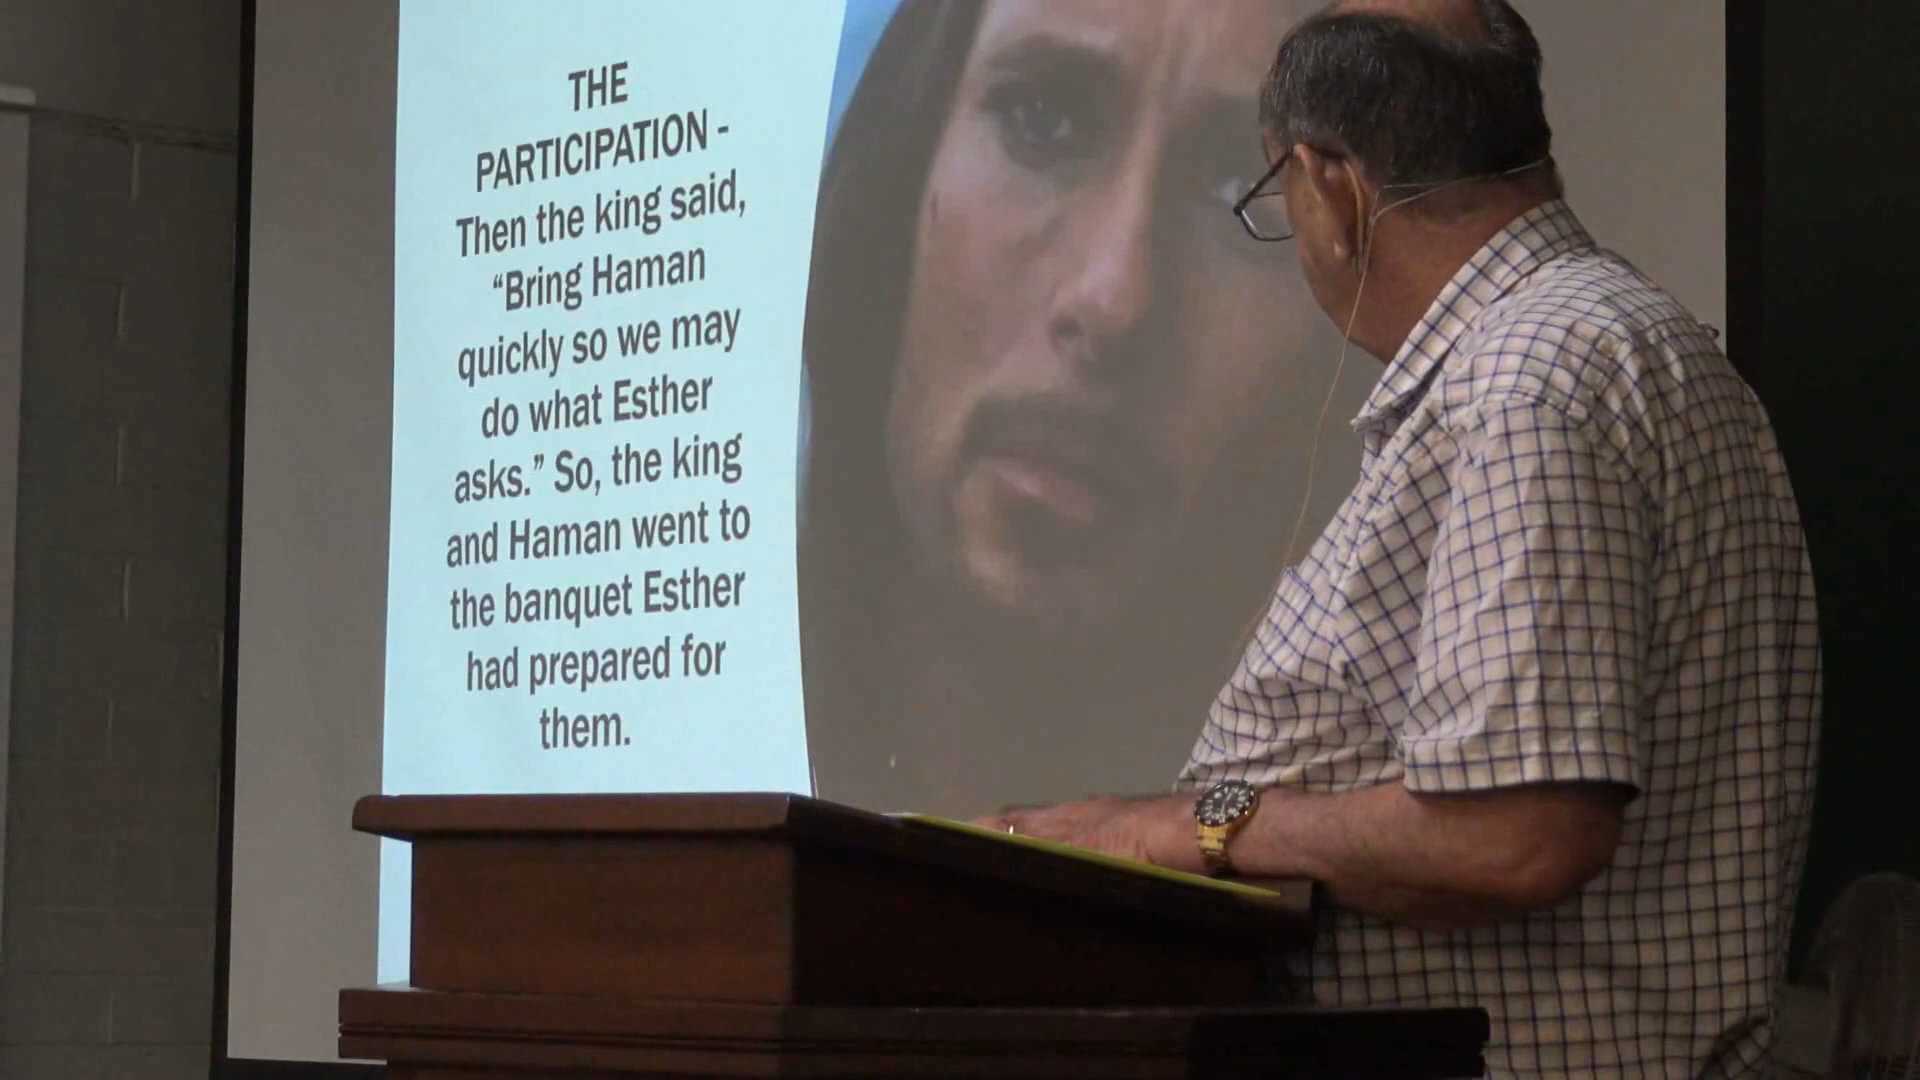 THE
PARTICIPATION -
Then the king said,
“Bring Haman
quickly so we may
do what Esther
asks.” So, the king
and Haman went to
the banquet Esther
had prepared for
them.